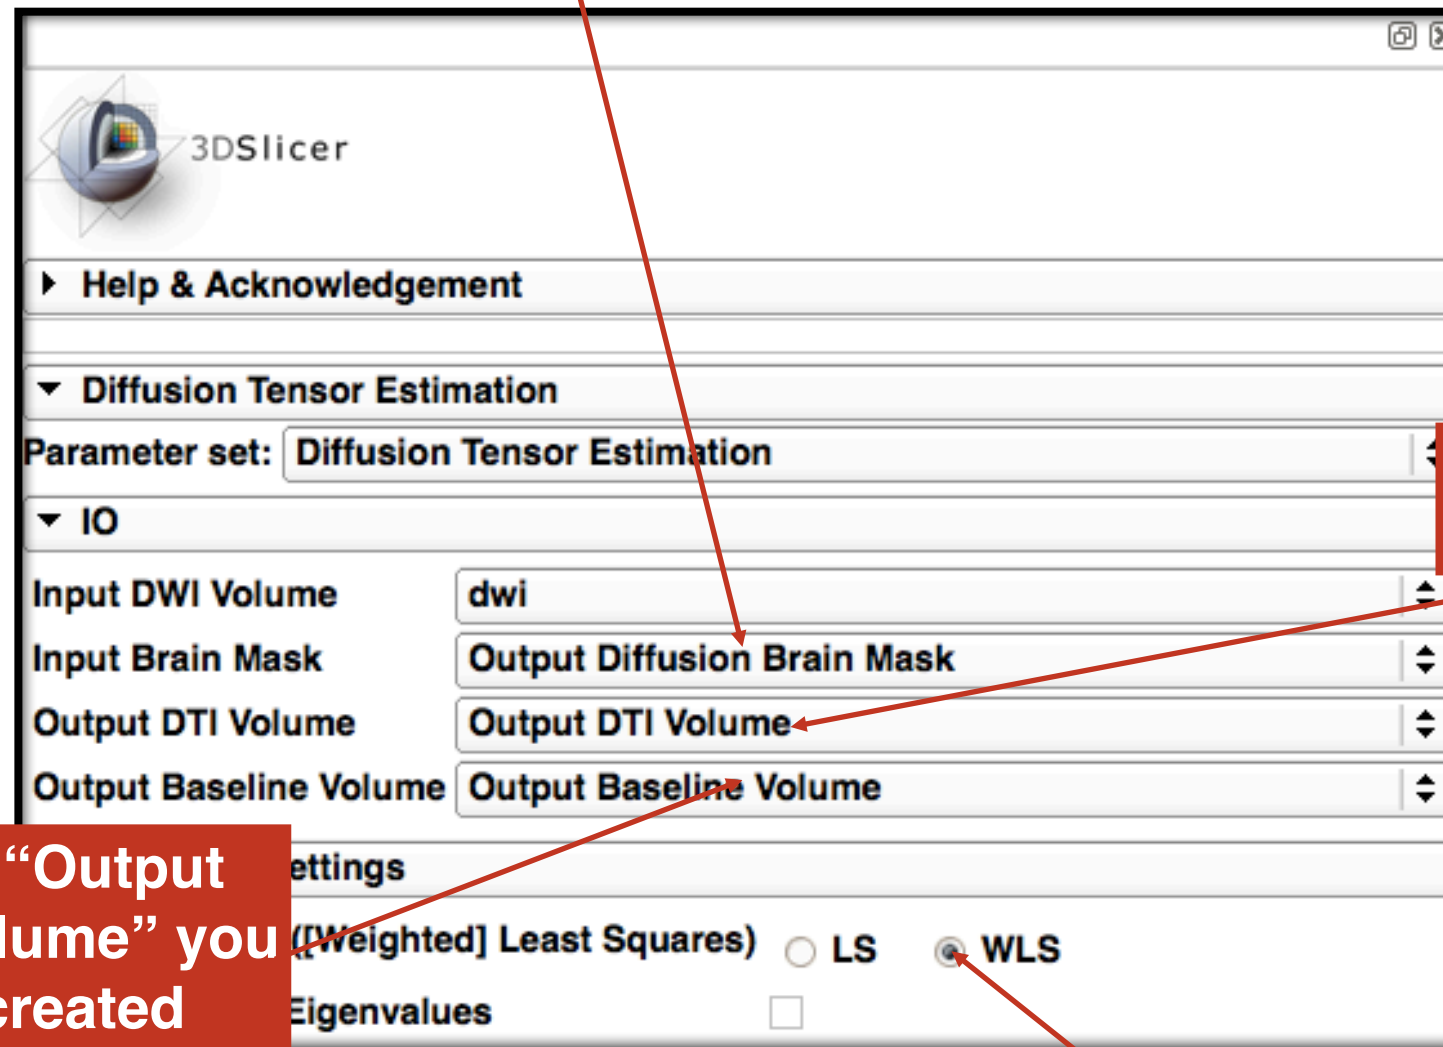 3DSlicer
Help & Acknowledgement
Diffusion Tensor Estimation
Parameter set: Diffusion Tensor Estimation
IO
Input DWI Volume dwi
Input Brain Mask Output Diffusion Brain Mask
Output DTI Volume Output DTI Volume
Output Baseline Volume Output Baseline Volume
ettings
([Weighted] Least Squares) LS WLS
Eigenvalues
“Output
lume” you
created